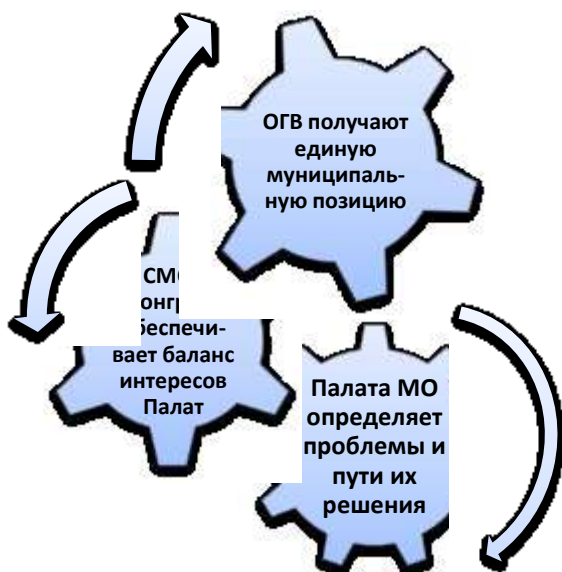 ОГВ получают
единую
муниципаль-
ную позицию
вает баланс
интересов
Палат
Палата МО
определяет
проблемы и
пути их
решения